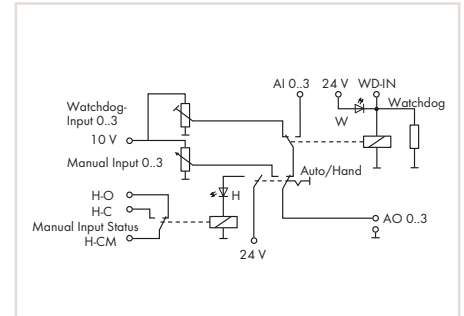 AI 0..3 24 V WD-IN
Watchdog-
Input 0..3
W
Watchdog
10 V
Manual Input 0..3
Auto/Hand
H-O
H
H-C
Manual Input Status
H-CM
AO 0..3
24 V